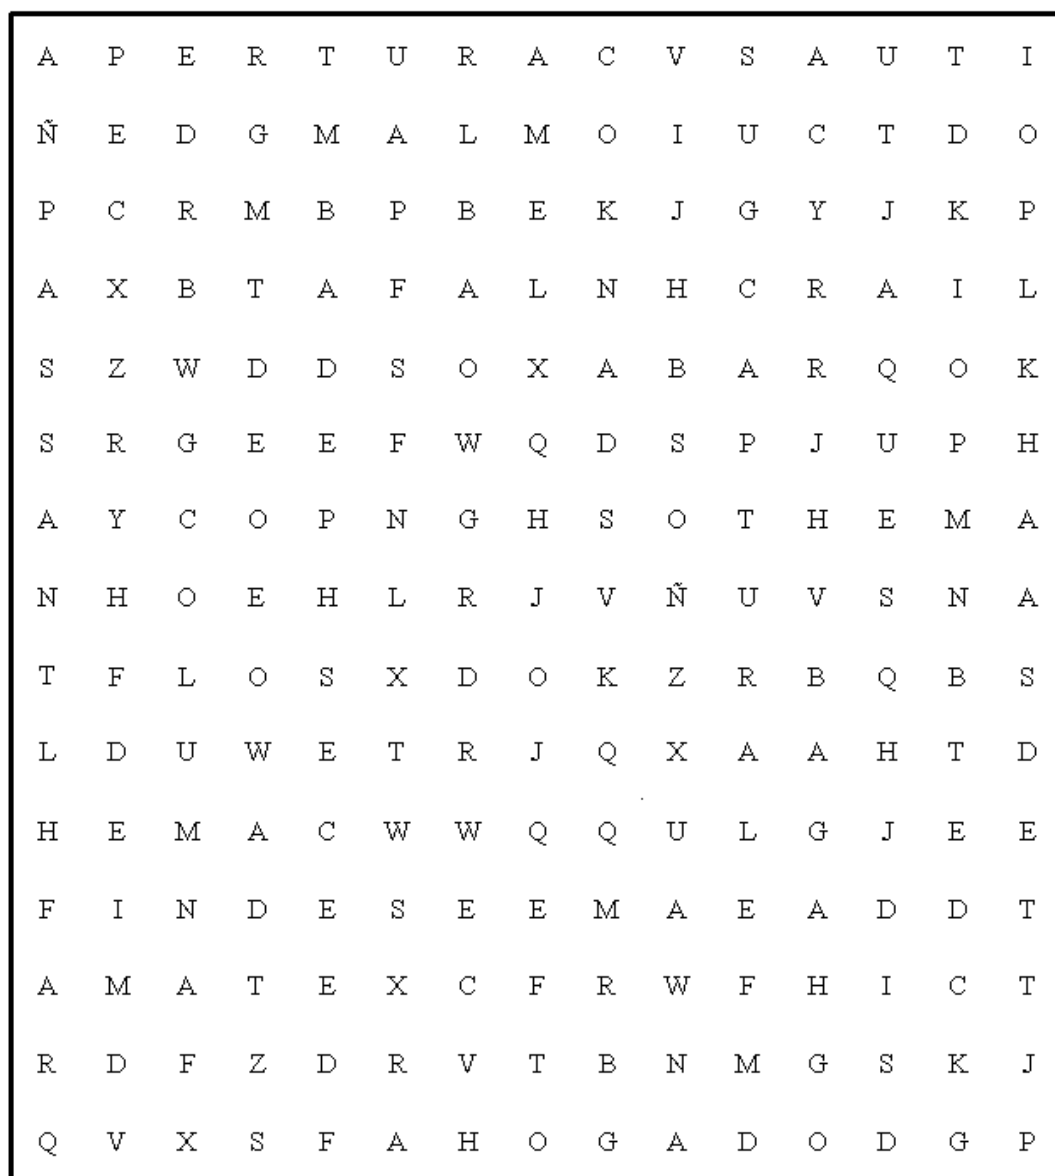 A P E R T U R A C V S A U T I
Ñ E D G M A L M O I U C T D O
P C R M B P B E K J G Y J K P
A X B T A F A L N H C R A I L
S Z W D D S O X A B A R Q O K
S R G E E F W Q D S P J U P H
A Y C O P N G H S O T H E M A
N H O E H L R J V Ñ U V S N A
T F L O S X D O K Z R B Q B S
L D U W E T R J Q X A A H T D
H E M A C W W Q Q U L G J E E
F I N D E S E E M A E A D D T
A M A T E X C F R W F H I C T
R D F Z D R V T B N M G S K J
Q V X S F A H O G A D O D G P